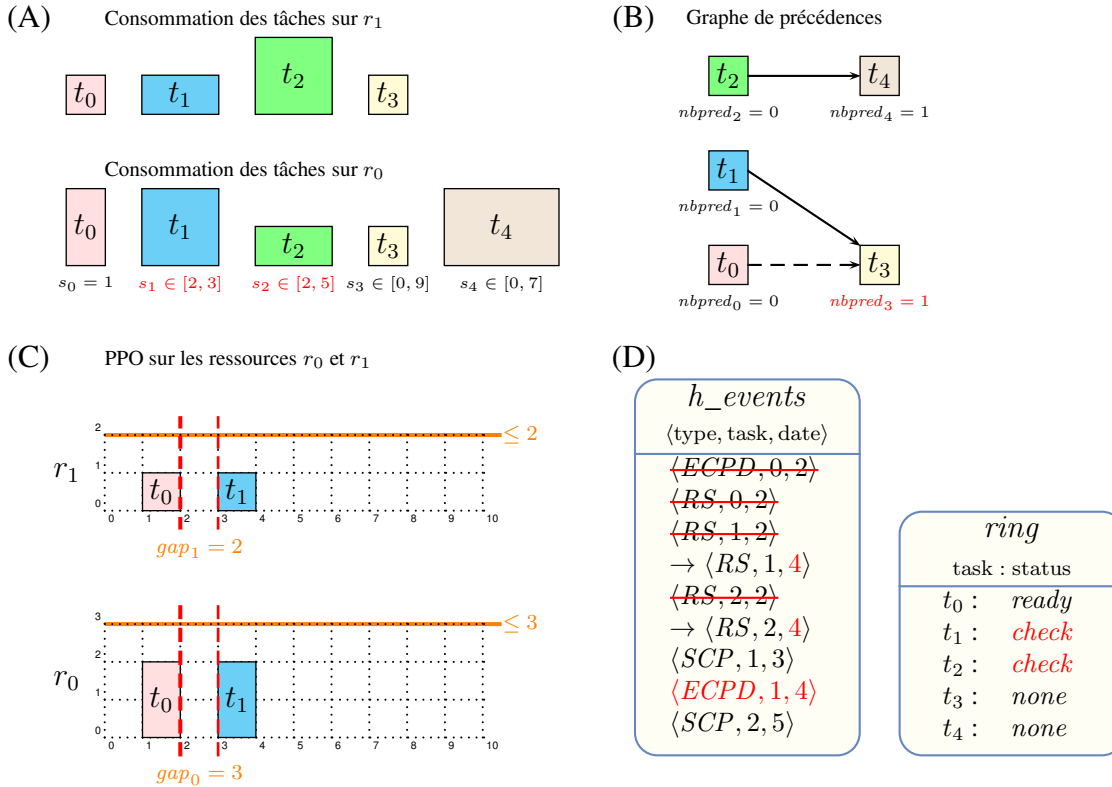 (A)
Consommation des tâches sur r₁
t₀ t₁ t₂ t₃
Consommation des tâches sur r₀
t₀ t₁ t₂ t₃ t₄
s₀ = 1 s₁ ∈ [2, 3] s₂ ∈ [2, 5] s₃ ∈ [0, 9] s₄ ∈ [0, 7]
(B)
Graphe de précédences
t₂ t₄
nbpred₂ = 0 nbpred₄ = 1
t₁
nbpred₁ = 0
t₀ t₃
nbpred₀ = 0 nbpred₃ = 1
(C)
PPO sur les ressources r₀ et r₁
2
≤ 2
1
r₁ t₀ t₁
0
0 1 2 3 4 5 6 7 8 9 10
gap₁ = 2
3
≤ 3
2
r₀ t₀ t₁
1
0
0 1 2 3 4 5 6 7 8 9 10
gap₀ = 3
(D)
h_events
⟨type, task, date⟩
⟨ECPD, 0, 2⟩
⟨RS, 0, 2⟩
⟨RS, 1, 2⟩
→ ⟨RS, 1, 4⟩
⟨RS, 2, 2⟩
→ ⟨RS, 2, 4⟩
⟨SCP, 1, 3⟩
⟨ECPD, 1, 4⟩
⟨SCP, 2, 5⟩
ring
task : status
t₀ : ready
t₁ : check
t₂ : check
t₃ : none
t₄ : none